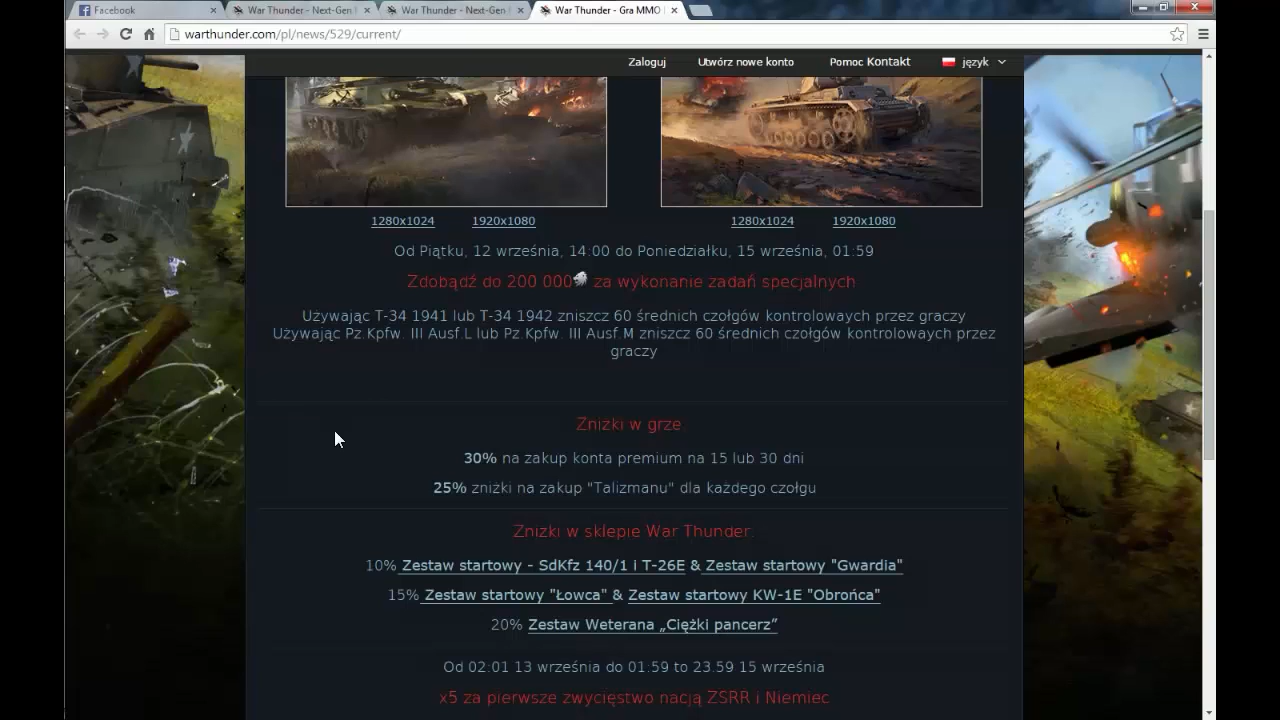 Facebook
War Thunder - Next-Gen
War Thunder - Next-Gen
War Thunder - Gra MMO
warthunder.com/pl/news/529/current/
Zaloguj Utwórz nowe konto Pomoc Kontakt język
1280x1024 1920x1080 1280x1024 1920x1080
Od Piątku, 12 września, 14:00 do Poniedziałku, 15 września, 01:59
Zdobądź do 200 000 za wykonanie zadań specjalnych
Używając T-34 1941 lub T-34 1942 zniszcz 60 średnich czołgów kontrolowaych przez graczy
Używając Pz.Kpfw. III Ausf.L lub Pz.Kpfw. III Ausf.M zniszcz 60 średnich czołgów kontrolowaych przez
graczy
Zniżki w grze
30% na zakup konta premium na 15 lub 30 dni
25% zniżki na zakup "Talizmanu" dla każdego czołgu
Zniżki w sklepie War Thunder:
10% Zestaw startowy - SdKfz 140/1 i T-26E & Zestaw startowy "Gwardia"
15% Zestaw startowy "Łowca" & Zestaw startowy KW-1E "Obrońca"
20% Zestaw Weterana „Ciężki pancerz”
Od 02:01 13 września do 01:59 to 23.59 15 września
x5 za pierwsze zwycięstwo nacją ZSRR i Niemiec